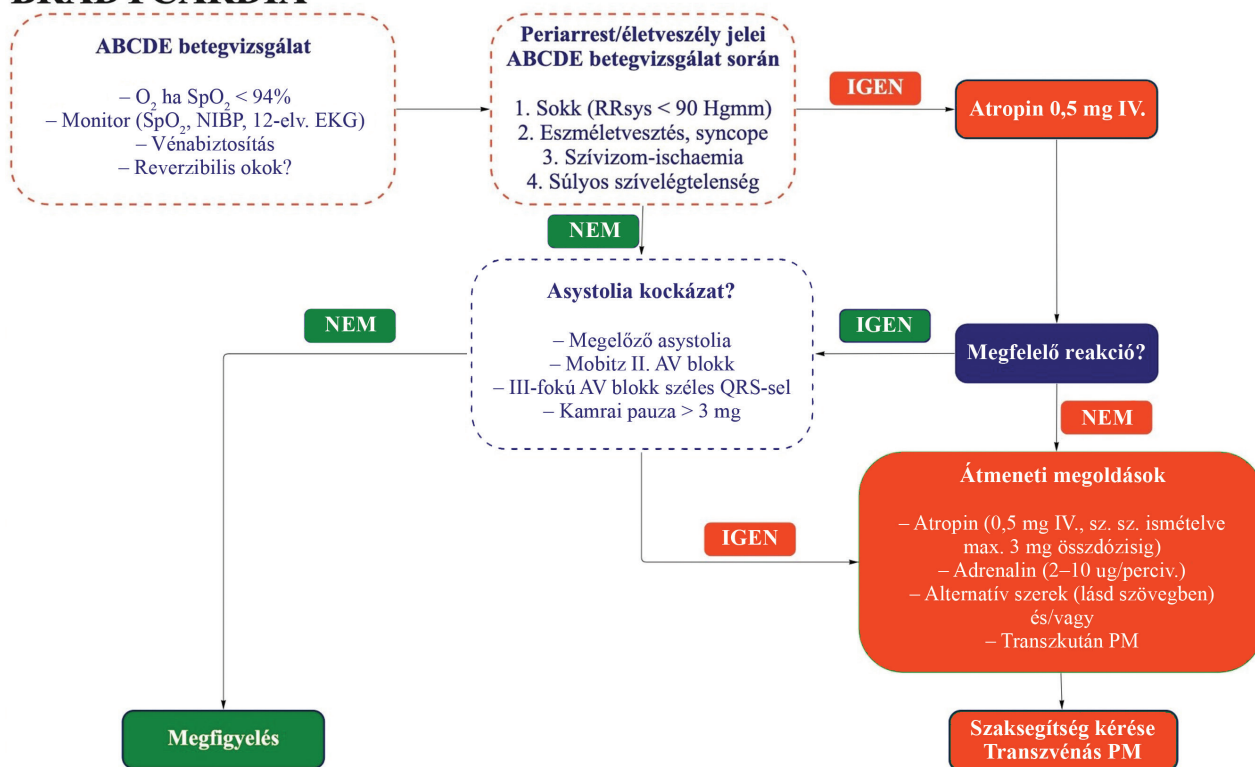 BRADYCARDIA
ABCDE betegvizsgálat
– O₂ ha SpO₂ < 94%
– Monitor (SpO₂, NIBP, 12-elv. EKG)
– Vénabiztosítás
– Reverzibilis okok?
Periarrest/életveszély jelei
ABCDE betegvizsgálat során
1. Sokk (RRsys < 90 Hgmm)
2. Eszméletvesztés, syncope
3. Szívizom-ischaemia
4. Súlyos szívelégtelenség
IGEN
Atropin 0,5 mg IV.
NEM
Asystolia kockázat?
– Megelőző asystolia
– Mobitz II. AV blokk
– III-fokú AV blokk széles QRS-sel
– Kamrai pauza > 3 mg
NEM
IGEN
Megfelelő reakció?
NEM
IGEN
Átmeneti megoldások
– Atropin (0,5 mg IV., sz. sz. ismételve
max. 3 mg összdózisig)
– Adrenalin (2–10 ug/perciv.)
– Alternatív szerek (lásd szövegben)
és/vagy
– Transzkután PM
Megfigyelés
Szaksegítség kérése
Transzvénás PM